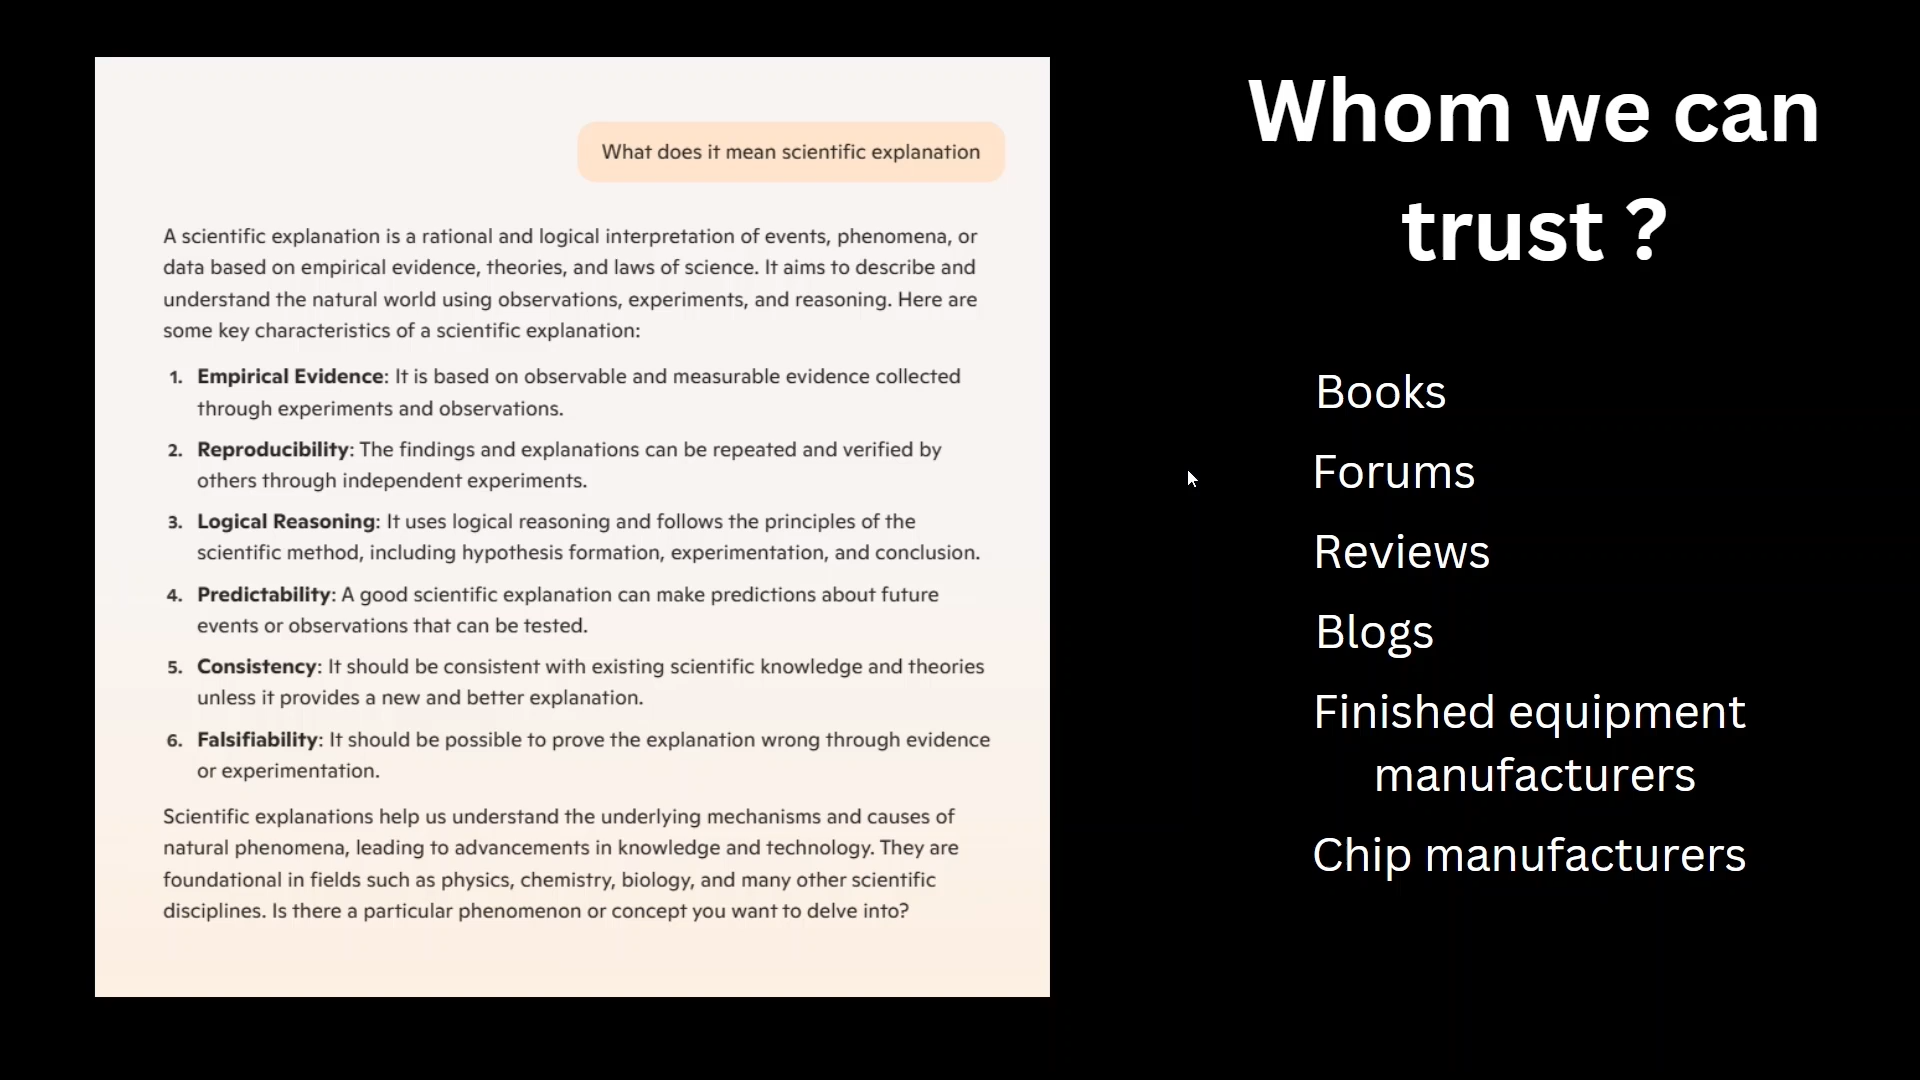 What does it mean scientific explanation
A scientific explanation is a rational and logical interpretation of events, phenomena, or
data based on empirical evidence, theories, and laws of science. It aims to describe and
understand the natural world using observations, experiments, and reasoning. Here are
some key characteristics of a scientific explanation:
1. Empirical Evidence: It is based on observable and measurable evidence collected
through experiments and observations.
2. Reproducibility: The findings and explanations can be repeated and verified by
others through independent experiments.
3. Logical Reasoning: It uses logical reasoning and follows the principles of the
scientific method, including hypothesis formation, experimentation, and conclusion.
4. Predictability: A good scientific explanation can make predictions about future
events or observations that can be tested.
5. Consistency: It should be consistent with existing scientific knowledge and theories
unless it provides a new and better explanation.
6. Falsifiability: It should be possible to prove the explanation wrong through evidence
or experimentation.
Scientific explanations help us understand the underlying mechanisms and causes of
natural phenomena, leading to advancements in knowledge and technology. They are
foundational in fields such as physics, chemistry, biology, and many other scientific
disciplines. Is there a particular phenomenon or concept you want to delve into?
Whom we can
trust ?
Books
Forums
Reviews
Blogs
Finished equipment
manufacturers
Chip manufacturers